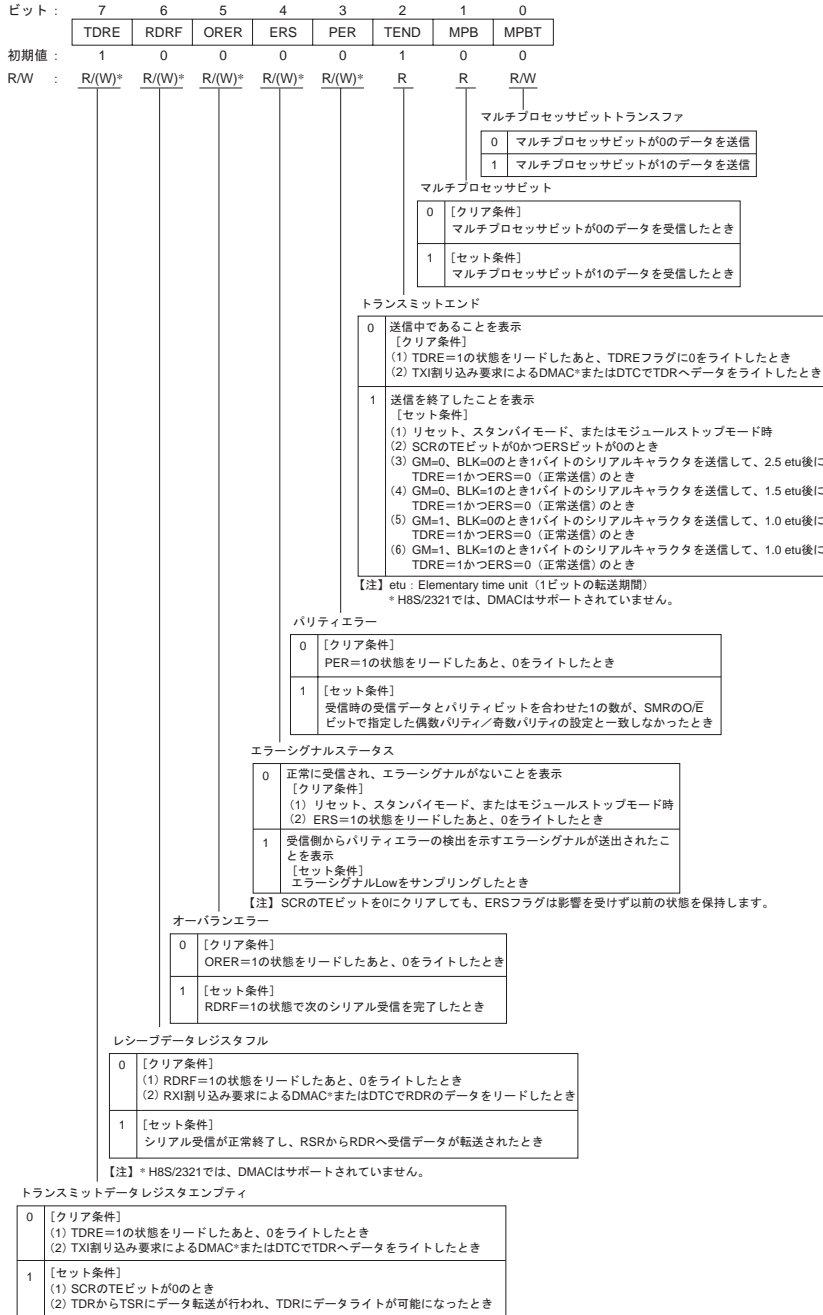 ビット： 7 6 5 4 3 2 1 0
TDRE RDRF ORER ERS PER TEND MPB MPBT
初期値： 1 0 0 0 0 1 0 0
R/W ： R/(W)* R/(W)* R/(W)* R/(W)* R/(W)* R R R/W
マルチプロセッサビットトランスファ
0 マルチプロセッサビットが0のデータを送信
1 マルチプロセッサビットが1のデータを送信
マルチプロセッサビット
0 ［クリア条件］
マルチプロセッサビットが0のデータを受信したとき
1 ［セット条件］
マルチプロセッサビットが1のデータを受信したとき
トランスミットエンド
0 送信中であることを表示
［クリア条件］
(1) TDRE＝1の状態をリードしたあと、TDREフラグに0をライトしたとき
(2) TXI割り込み要求によるDMAC*またはDTCでTDRへデータをライトしたとき
1 送信を終了したことを表示
［セット条件］
(1) リセット、スタンバイモード、またはモジュールストップモード時
(2) SCRのTEビットが0かつERSビットが0のとき
(3) GM=0、BLK=0のとき1バイトのシリアルキャラクタを送信して、2.5 etu後に
TDRE＝1かつERS＝0（正常送信）のとき
(4) GM=0、BLK=1のとき1バイトのシリアルキャラクタを送信して、1.5 etu後に
TDRE＝1かつERS＝0（正常送信）のとき
(5) GM=1、BLK=0のとき1バイトのシリアルキャラクタを送信して、1.0 etu後に
TDRE＝1かつERS＝0（正常送信）のとき
(6) GM=1、BLK=1のとき1バイトのシリアルキャラクタを送信して、1.0 etu後に
TDRE＝1かつERS＝0（正常送信）のとき
【注】etu：Elementary time unit（1ビットの転送期間）
* H8S/2321では、DMACはサポートされていません。
パリティエラー
0 ［クリア条件］
PER＝1の状態をリードしたあと、0をライトしたとき
1 ［セット条件］
受信時の受信データとパリティビットを合わせた1の数が、SMRのO/E̅
ビットで指定した偶数パリティ／奇数パリティの設定と一致しなかったとき
エラーシグナルステータス
0 正常に受信され、エラーシグナルがないことを表示
［クリア条件］
(1) リセット、スタンバイモード、またはモジュールストップモード時
(2) ERS＝1の状態をリードしたあと、0をライトしたとき
1 受信側からパリティエラーの検出を示すエラーシグナルが送出されたこ
とを表示
［セット条件］
エラーシグナルLowをサンプリングしたとき
【注】SCRのTEビットを0にクリアしても、ERSフラグは影響を受けず以前の状態を保持します。
オーバランエラー
0 ［クリア条件］
ORER＝1の状態をリードしたあと、0をライトしたとき
1 ［セット条件］
RDRF＝1の状態で次のシリアル受信を完了したとき
レシーブデータレジスタフル
0 ［クリア条件］
(1) RDRF＝1の状態をリードしたあと、0をライトしたとき
(2) RXI割り込み要求によるDMAC*またはDTCでRDRのデータをリードしたとき
1 ［セット条件］
シリアル受信が正常終了し、RSRからRDRへ受信データが転送されたとき
【注】* H8S/2321では、DMACはサポートされていません。
トランスミットデータレジスタエンプティ
0 ［クリア条件］
(1) TDRE＝1の状態をリードしたあと、0をライトしたとき
(2) TXI割り込み要求によるDMAC*またはDTCでTDRへデータをライトしたとき
1 ［セット条件］
(1) SCRのTEビットが0のとき
(2) TDRからTSRにデータ転送が行われ、TDRにデータライトが可能になったとき